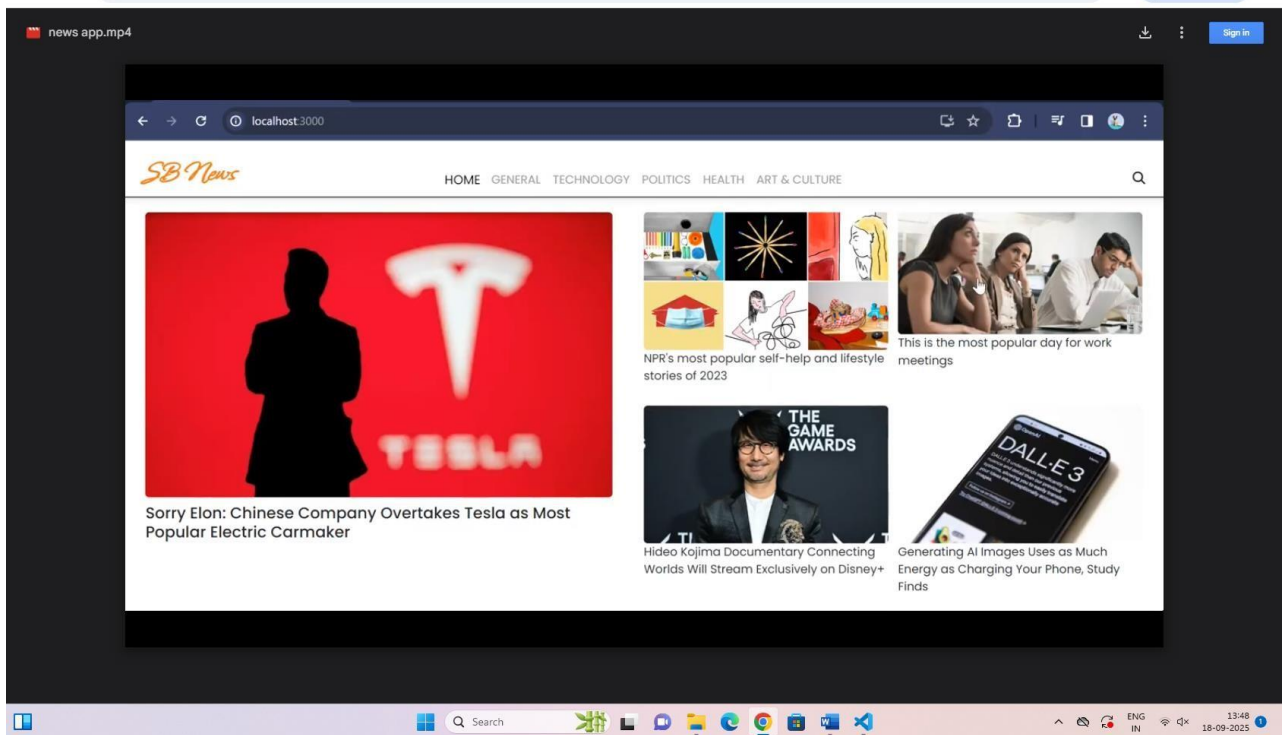 news app.mp4
Sign in
localhost:3000
SB News
HOME GENERAL TECHNOLOGY POLITICS HEALTH ART & CULTURE
TESLA
Sorry Elon: Chinese Company Overtakes Tesla as Most
Popular Electric Carmaker
NPR's most popular self-help and lifestyle
stories of 2023
This is the most popular day for work
meetings
THE
GAME
AWARDS
Hideo Kojima Documentary Connecting
Worlds Will Stream Exclusively on Disney+
OpenAI
DALL·E 3
Generating AI Images Uses as Much
Energy as Charging Your Phone, Study
Finds
Search
ENG
IN
13:48
18-09-2025
1